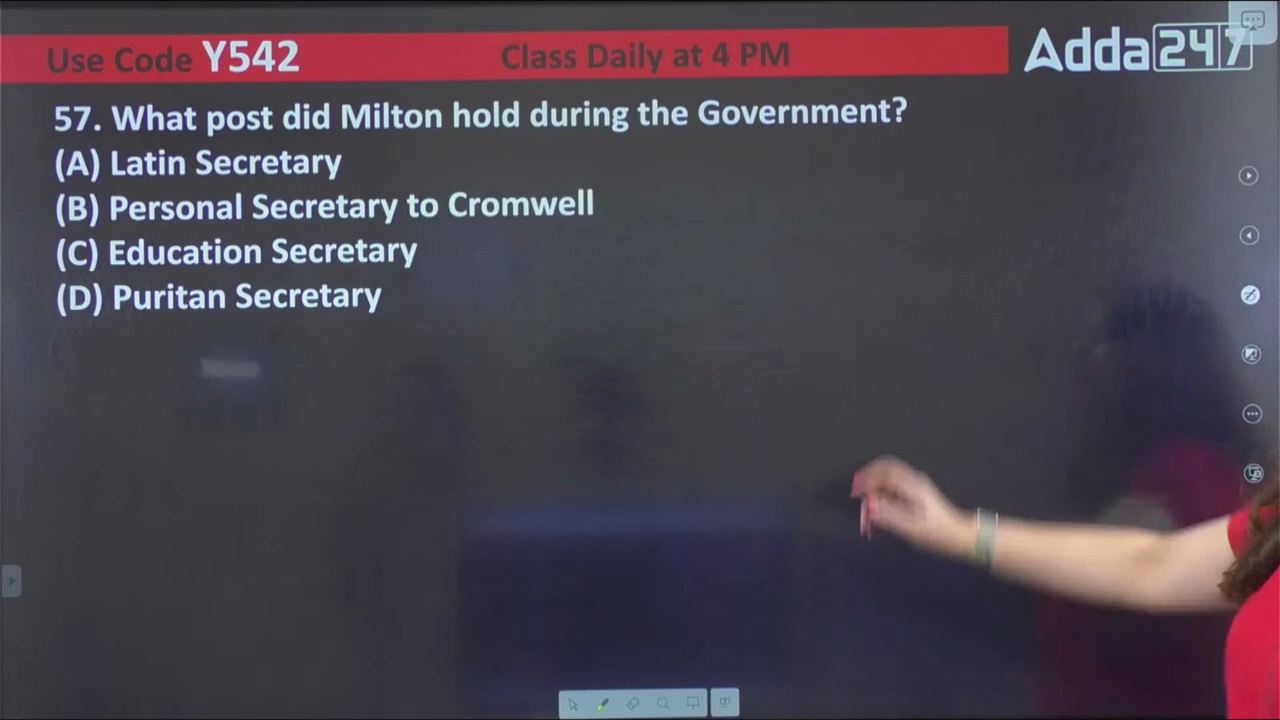 Use Code Y542 Class Daily at 4 PM Adda247
57. What post did Milton hold during the Government?
(A) Latin Secretary
(B) Personal Secretary to Cromwell
(C) Education Secretary
(D) Puritan Secretary